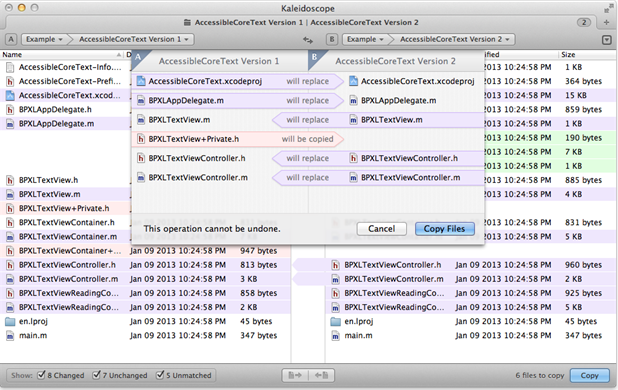 Kaleidoscope
AccessibleCoreText Version 1 | AccessibleCoreText Version 2
2
A Example AccessibleCoreText Version 1 B Example AccessibleCoreText Version 2
Name
Size
AccessibleCoreText-Info....
2013 10:24:58 PM 1 KB
AccessibleCoreText-Prefi...
2013 10:24:58 PM 364 bytes
AccessibleCoreText.xcod...
2013 10:24:58 PM 15 KB
BPXLAppDelegate.h
2013 10:24:58 PM 859 bytes
BPXLAppDelegate.m
2013 10:24:58 PM 1 KB
2013 10:24:58 PM 190 bytes
2013 10:24:58 PM 7 KB
2013 10:24:58 PM 1 KB
BPXLTextView.h
2013 10:24:58 PM 885 bytes
BPXLTextView.m
2013 10:24:58 PM 4 KB
BPXLTextView+Private.h
BPXLTextViewContainer.h
2013 10:24:58 PM 831 bytes
BPXLTextViewContainer.m
2013 10:24:58 PM 5 KB
A AccessibleCoreText Version 1 B AccessibleCoreText Version 2
AccessibleCoreText.xcodeproj will replace AccessibleCoreText.xcodeproj
BPXLAppDelegate.m will replace BPXLAppDelegate.m
BPXLTextView.m will replace BPXLTextView.m
BPXLTextView+Private.h will be copied
BPXLTextViewController.h will replace BPXLTextViewController.h
BPXLTextViewController.m will replace BPXLTextViewController.m
This operation cannot be undone. Cancel Copy Files
BPXLTextViewContainer+... Jan 09 2013 10:24:58 PM 947 bytes
BPXLTextViewController.h Jan 09 2013 10:24:58 PM 813 bytes BPXLTextViewController.h Jan 09 2013 10:24:58 PM 960 bytes
BPXLTextViewController.m Jan 09 2013 10:24:58 PM 3 KB BPXLTextViewController.m Jan 09 2013 10:24:58 PM 2 KB
BPXLTextViewReadingCo... Jan 09 2013 10:24:58 PM 858 bytes BPXLTextViewReadingCo... Jan 09 2013 10:24:58 PM 925 bytes
BPXLTextViewReadingCo... Jan 09 2013 10:24:58 PM 2 KB BPXLTextViewReadingCo... Jan 09 2013 10:24:58 PM 5 KB
en.lproj Jan 09 2013 10:24:58 PM 45 bytes en.lproj Jan 09 2013 10:24:58 PM 45 bytes
main.m Jan 09 2013 10:24:58 PM 347 bytes main.m Jan 09 2013 10:24:58 PM 347 bytes
Show: 8 Changed 7 Unchanged 5 Unmatched 6 files to copy Copy